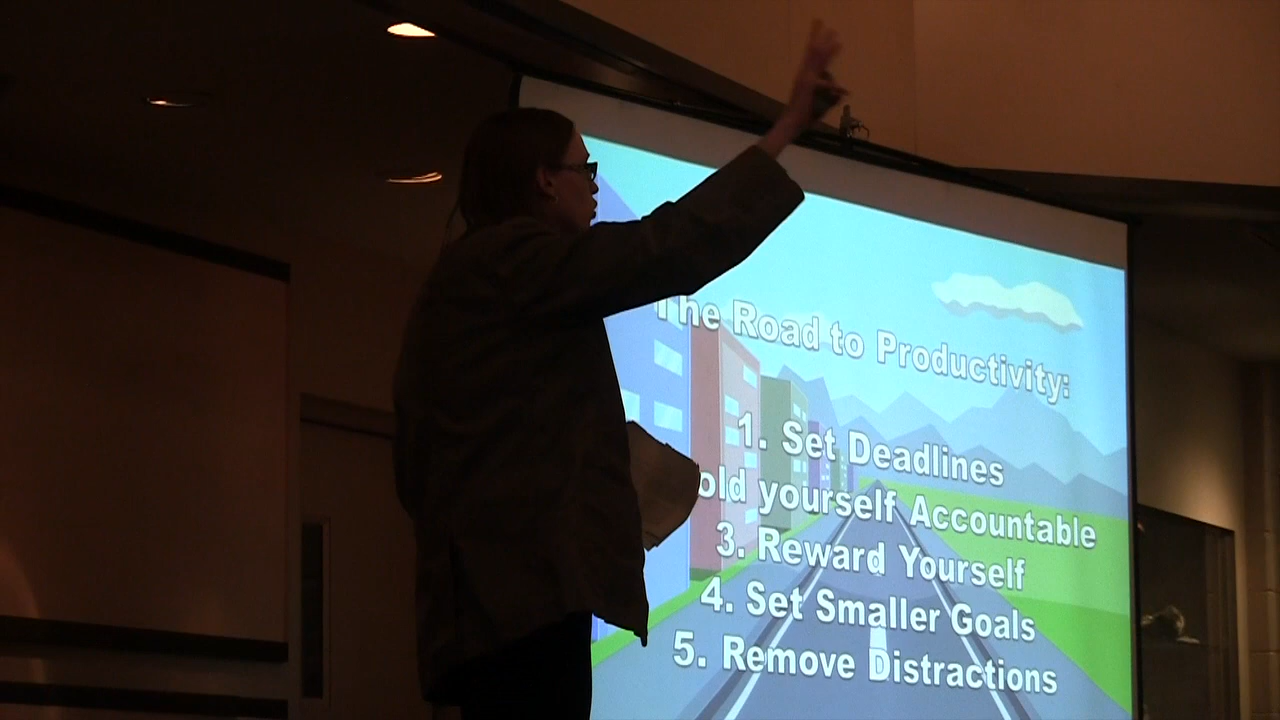 The Road to Productivity:
1. Set Deadlines
old yourself Accountable
3. Reward Yourself
4. Set Smaller Goals
5. Remove Distractions